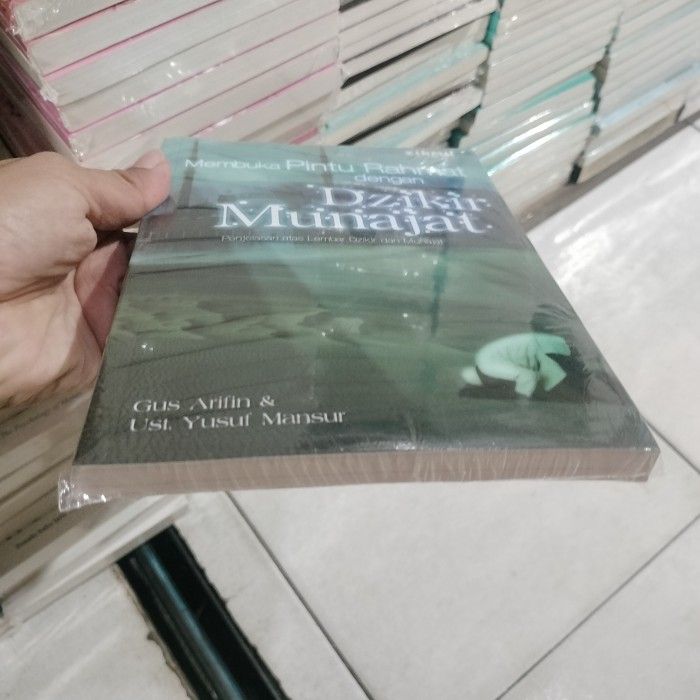 Membuka Pintu Rahmat
dengan
Dzikir
Munajat
Penjelasan atas Lembar Dzikir dan Munajat
Gus Arifin &
Ust. Yusuf Mansur